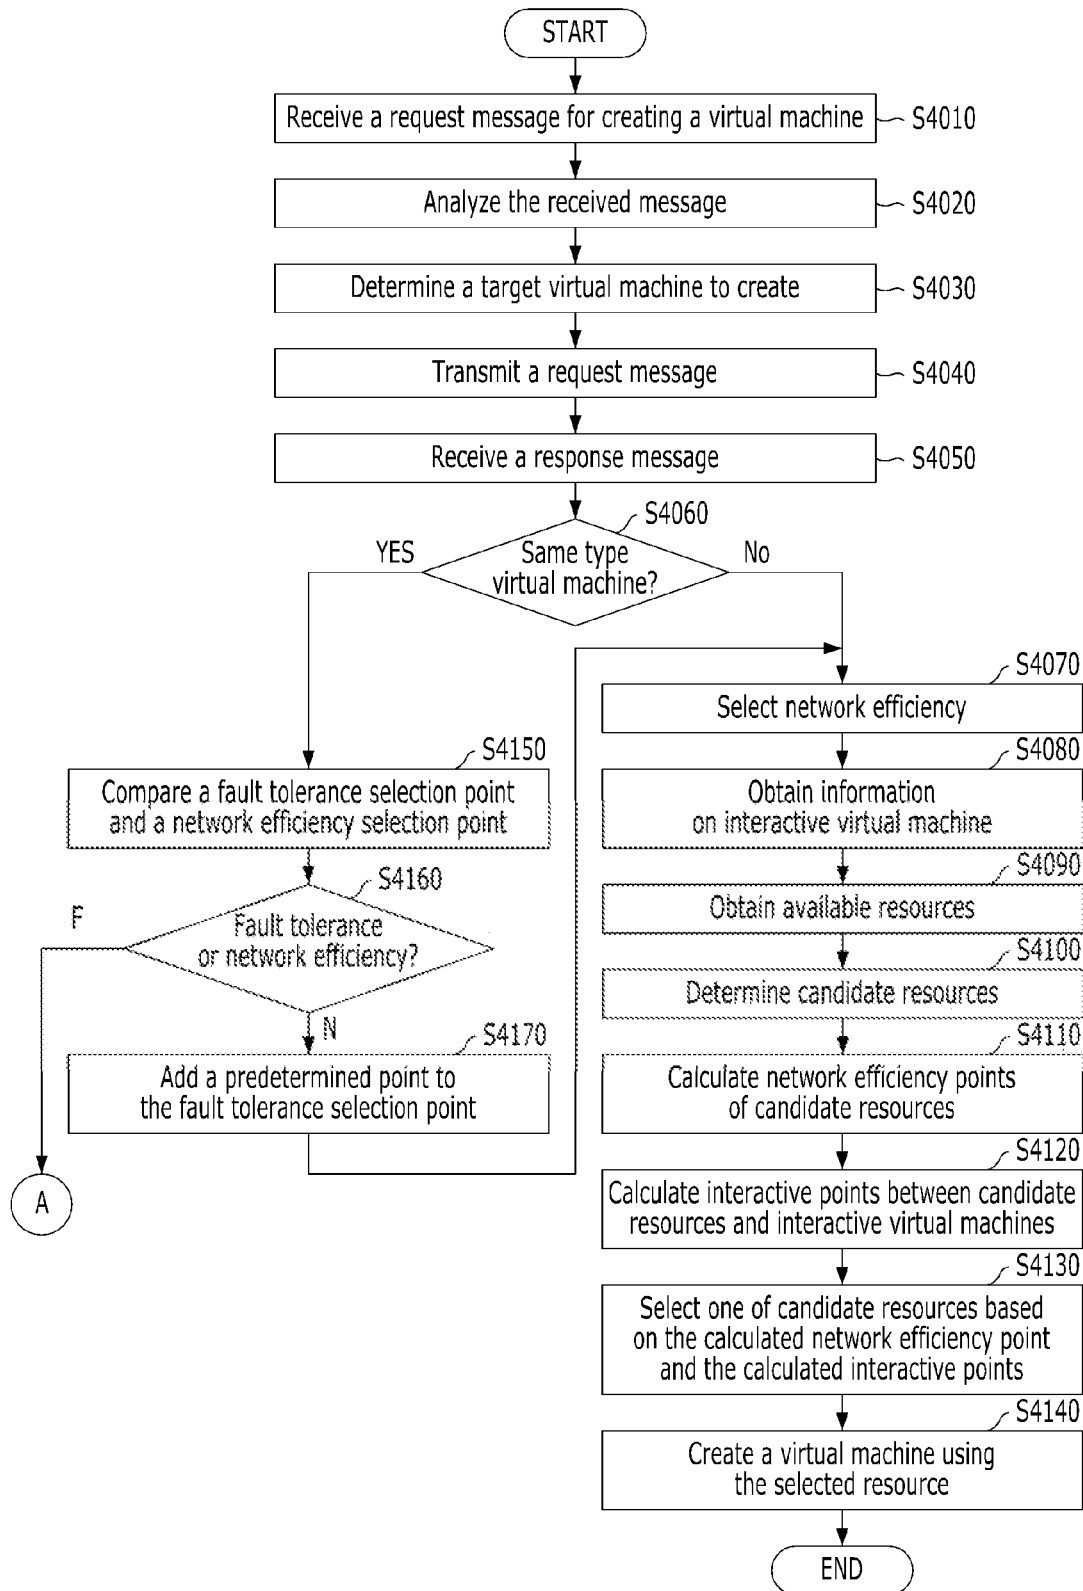 START
Receive a request message for creating a virtual machine
S4010
Analyze the received message
S4020
Determine a target virtual machine to create
S4030
Transmit a request message
S4040
Receive a response message
S4050
S4060
YES
Same type
virtual machine?
No
S4070
Select network efficiency
S4150
Compare a fault tolerance selection point
and a network efficiency selection point
S4080
Obtain information
on interactive virtual machine
S4160
F
Fault tolerance
or network efficiency?
N
S4090
Obtain available resources
S4100
Determine candidate resources
S4170
Add a predetermined point to
the fault tolerance selection point
A
S4110
Calculate network efficiency points
of candidate resources
S4120
Calculate interactive points between candidate
resources and interactive virtual machines
S4130
Select one of candidate resources based
on the calculated network efficiency point
and the calculated interactive points
S4140
Create a virtual machine using
the selected resource
END